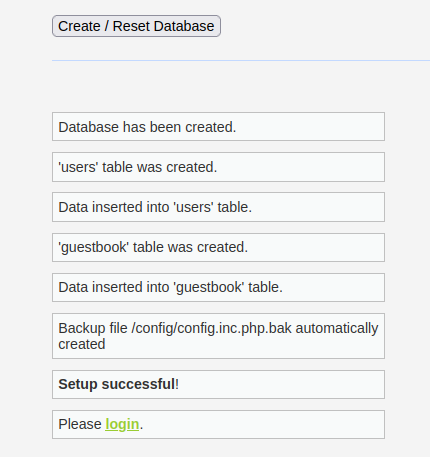 Create / Reset Database
Database has been created.
'users' table was created.
Data inserted into 'users' table.
'guestbook' table was created.
Data inserted into 'guestbook' table.
Backup file /config/config.inc.php.bak automatically
created
Setup successful!
Please login.